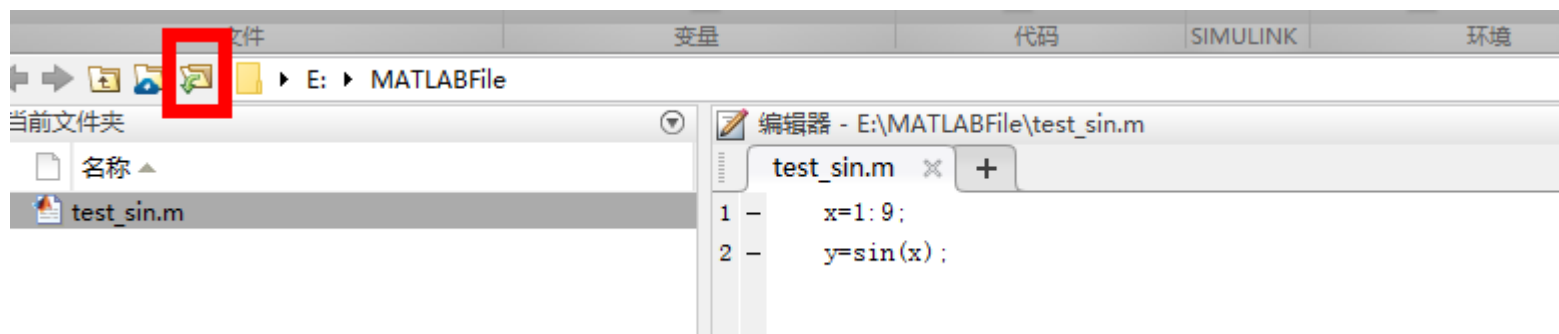 文件 变量 代码 SIMULINK 环境
E: MATLABFile
当前文件夹
编辑器 - E:\MATLABFile\test_sin.m
名称
test_sin.m
test_sin.m
1 x=1:9;
2 y=sin(x);